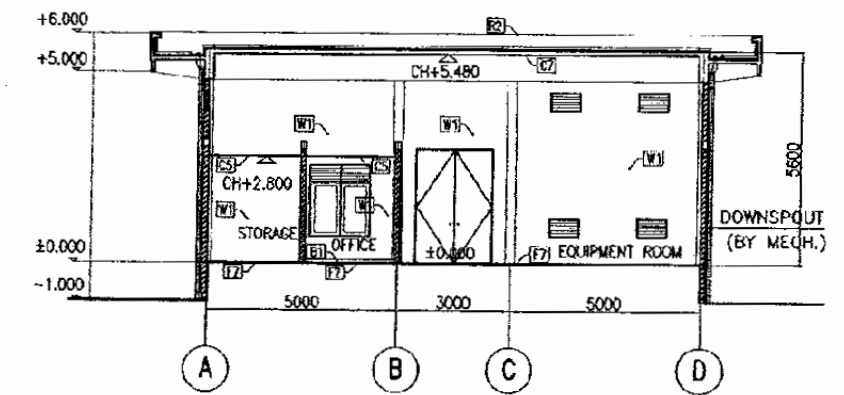 +6.000
R2
+5.000
C7
CH+5.480
W1
W1
W1
C5
C5
CH+2.800
5600
W1
STORAGE
OFFICE
DOWNSPOUT
(BY MECH.)
±0.000
B1
±0.000
F7
EQUIPMENT ROOM
F7
F7
-1.000
5000
3000
5000
A
B
C
D